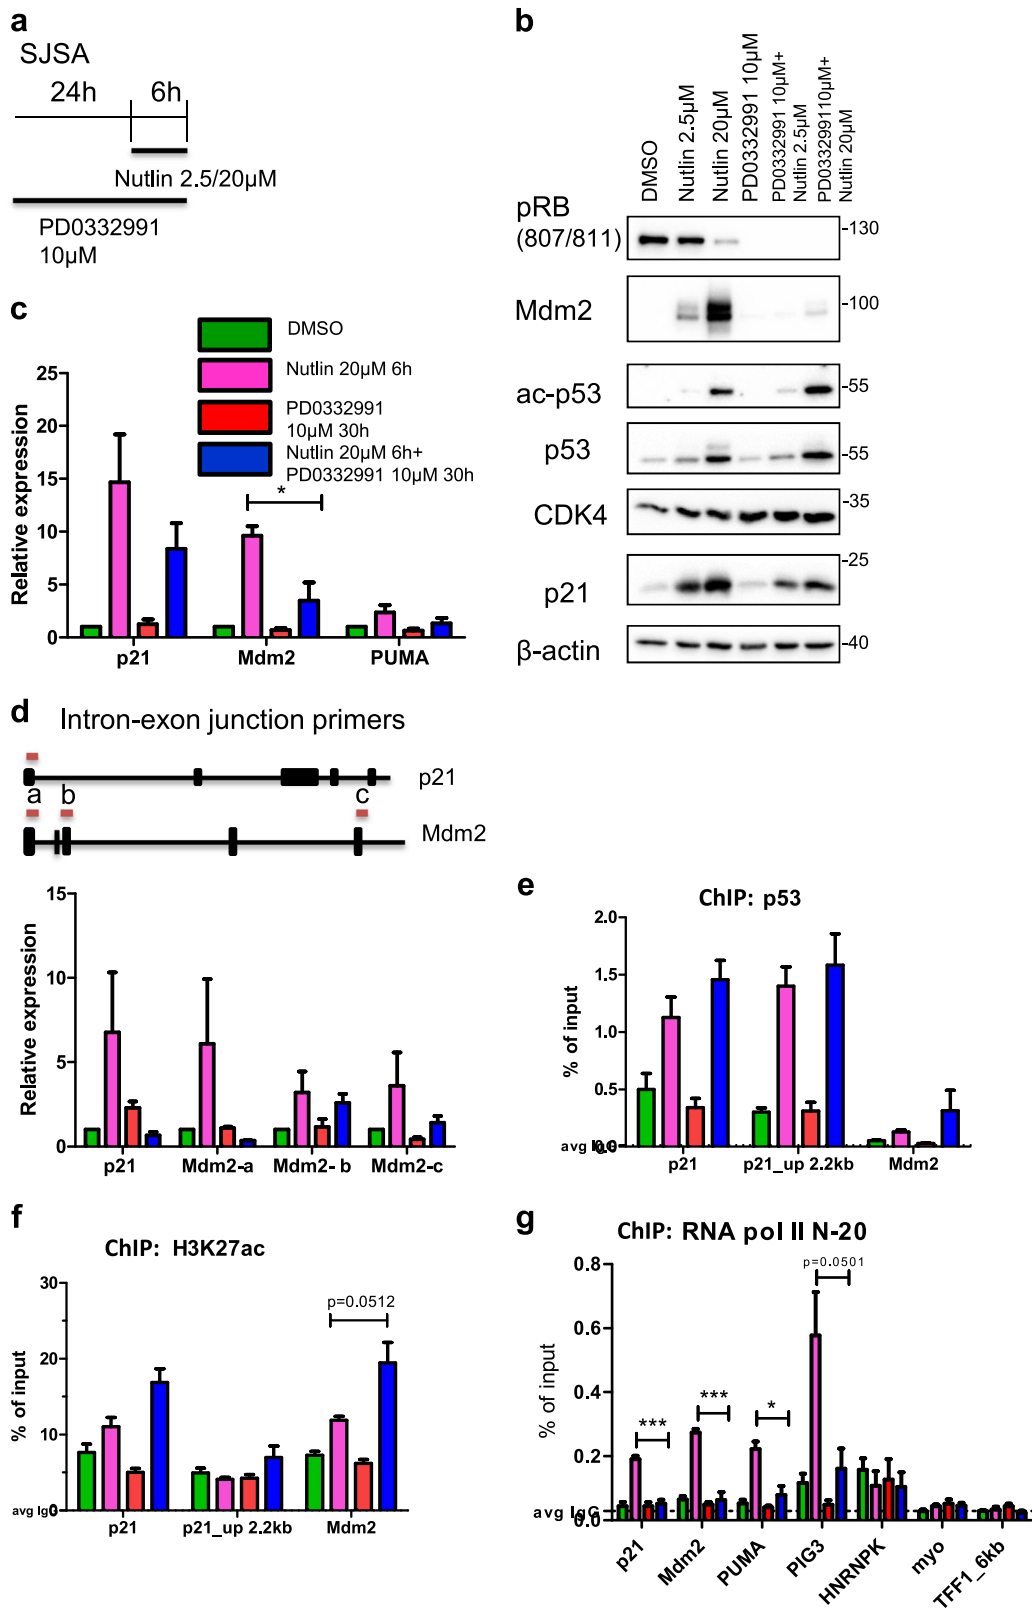 a
SJSA
24h 6h
Nutlin 2.5/20µM
PD0332991
10µM
b
DMSO
Nutlin 2.5µM
Nutlin 20µM
PD0332991 10µM
PD0332991 10µM+
Nutlin 2.5µM
PD033299110µM+
Nutlin 20µM
pRB
(807/811)
-130
Mdm2
-100
ac-p53
-55
p53
-55
CDK4
-35
p21
-25
β-actin
-40
c
DMSO
Nutlin 20µM 6h
PD0332991
10µM 30h
Nutlin 20µM 6h+
PD0332991 10µM 30h
Relative expression
25
20
15
10
5
0
*
p21 Mdm2 PUMA
d
Intron-exon junction primers
p21
a b c
Mdm2
Relative expression
15
10
5
0
p21 Mdm2-a Mdm2-b Mdm2-c
e
ChIP: p53
% of input
2.0
1.5
1.0
0.5
0.0
avg IgG
p21 p21_up 2.2kb Mdm2
f
ChIP: H3K27ac
% of input
30
20
10
0
avg IgG
p=0.0512
p21 p21_up 2.2kb Mdm2
g
ChIP: RNA pol II N-20
% of input
0.8
0.6
0.4
0.2
0.0
avg IgG
p=0.0501
***
***
*
p21 Mdm2 PUMA PIG3 HNRNPK myo TFF1_6kb